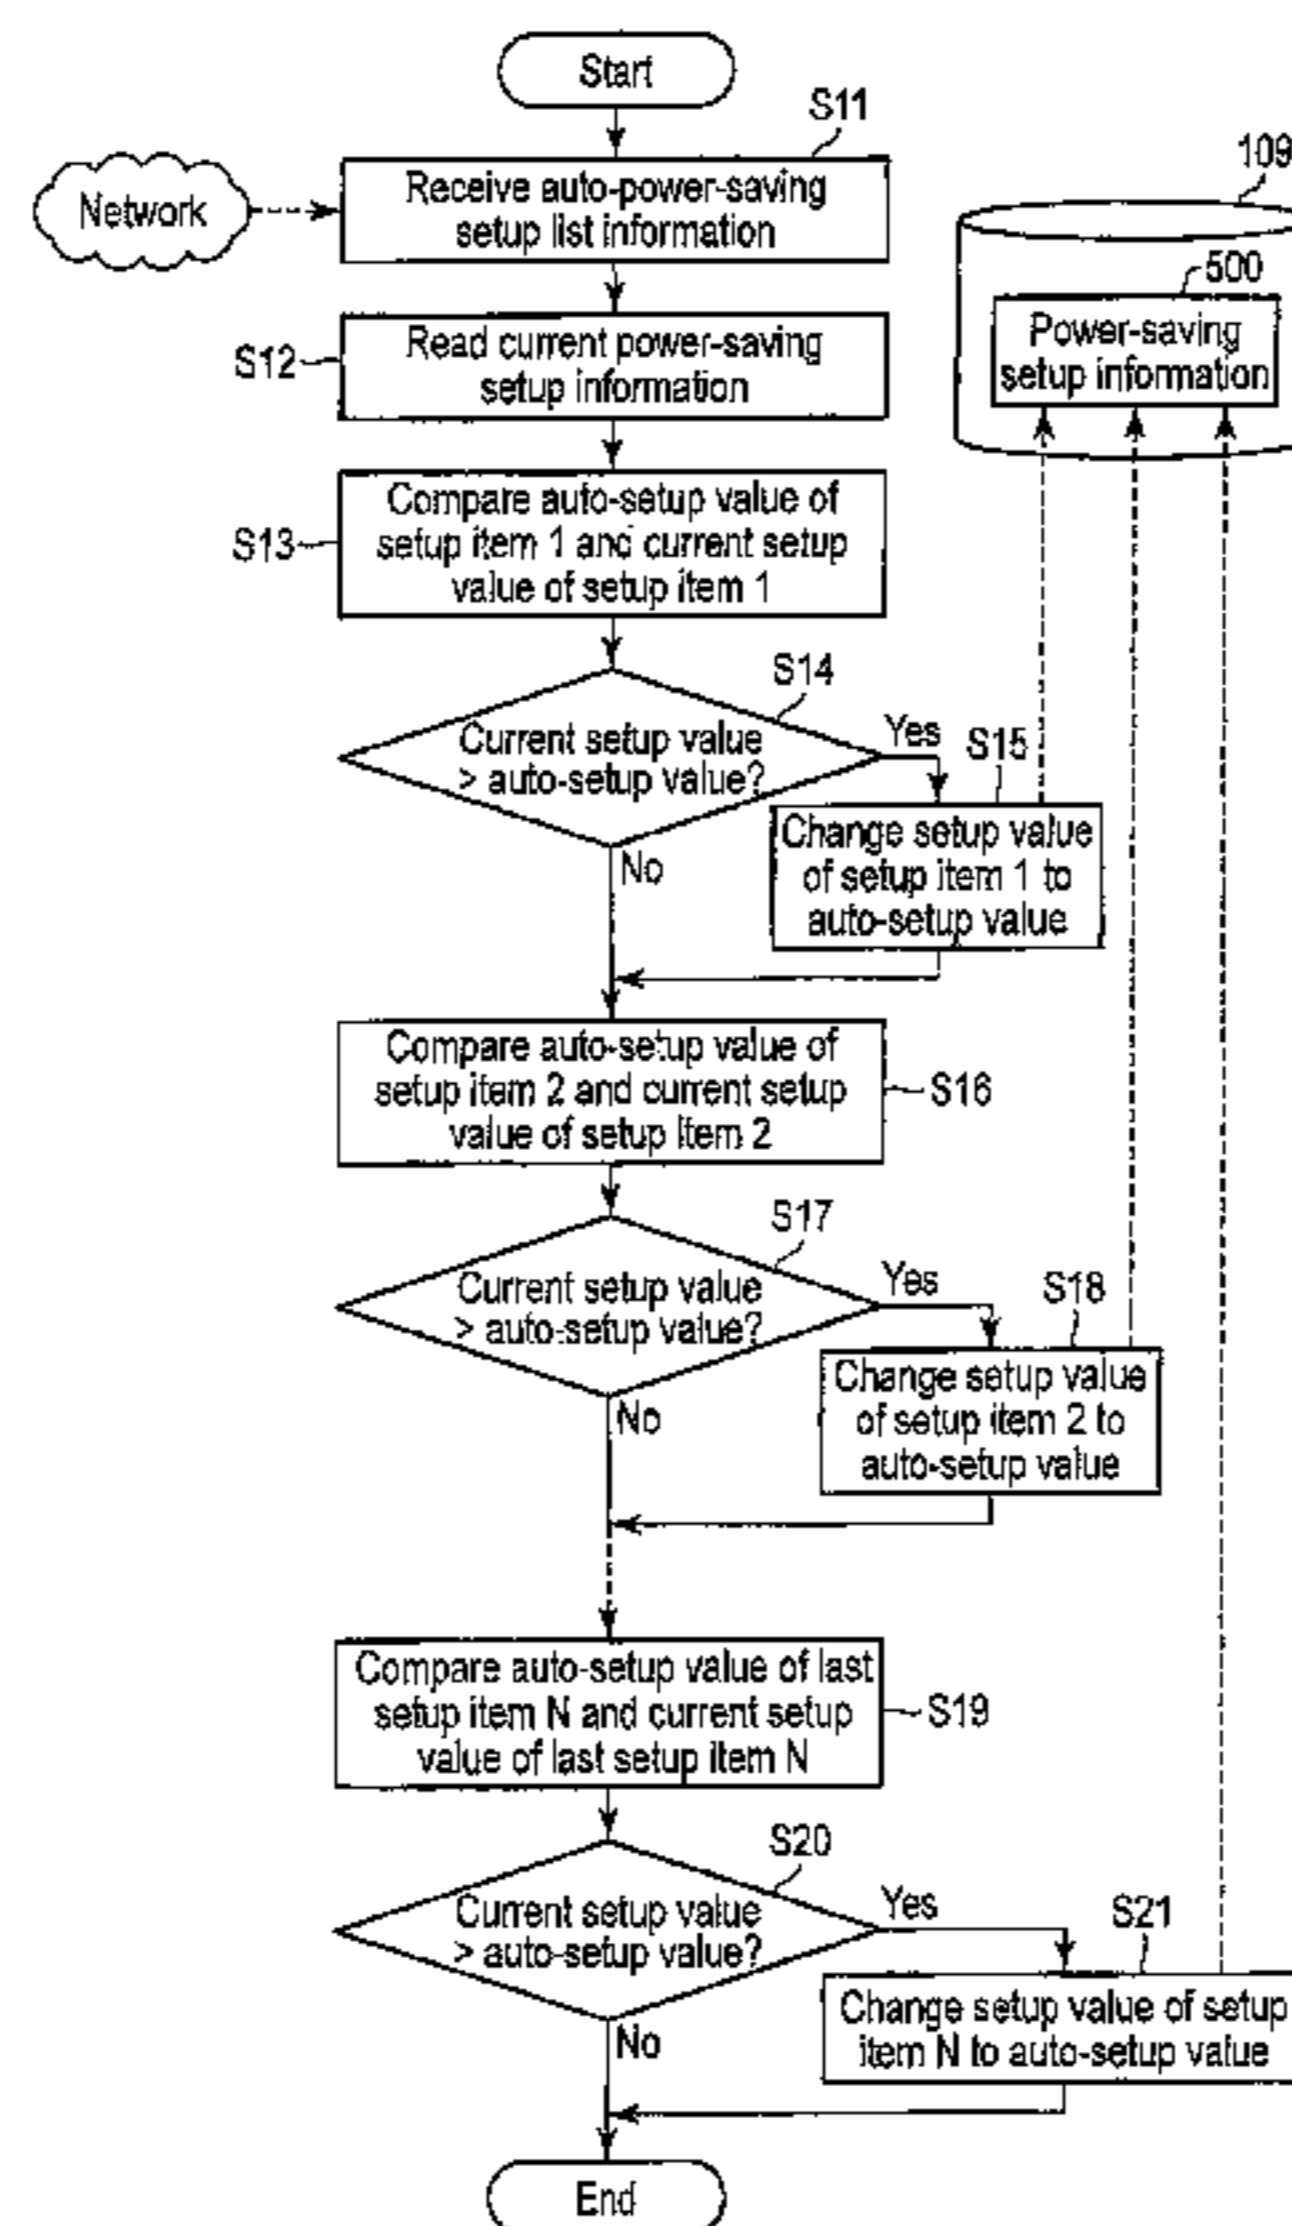 Start
S11
Network
Receive auto-power-saving
setup list information
109
500
Power-saving
setup information
S12
Read current power-saving
setup information
S13
Compare auto-setup value of
setup item 1 and current setup
value of setup item 1
S14
Current setup value
> auto-setup value?
Yes
S15
No
Change setup value
of setup item 1 to
auto-setup value
Compare auto-setup value of
setup item 2 and current setup
value of setup item 2
S16
S17
Current setup value
> auto-setup value?
Yes
S18
No
Change setup value
of setup item 2 to
auto-setup value
Compare auto-setup value of last
setup item N and current setup
value of last setup item N
S19
S20
Current setup value
> auto-setup value?
Yes
S21
No
Change setup value of setup
item N to auto-setup value
End